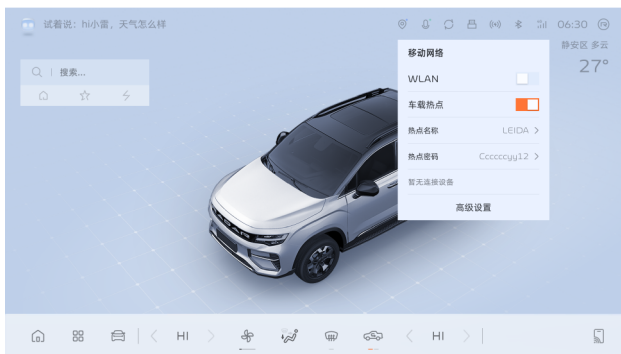 试着说：hi小雷，天气怎么样
06:30
静安区 多云
27°
搜索...
移动网络
WLAN
车载热点
热点名称 LEIDA
热点密码 Ccccccyy12
暂无连接设备
高级设置
HI
HI